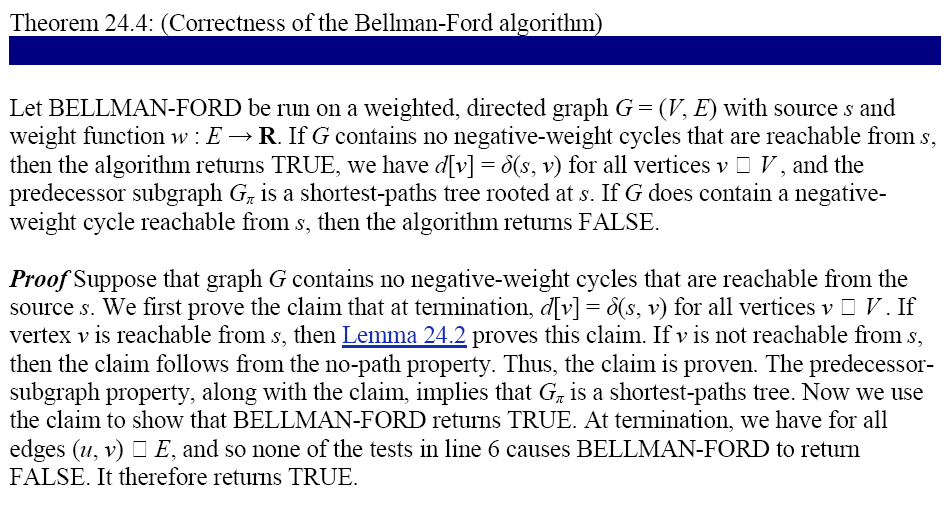 Theorem 24.4: (Correctness of the Bellman-Ford algorithm)
Let BELLMAN-FORD be run on a weighted, directed graph G = (V, E) with source s and
weight function w : E → R. If G contains no negative-weight cycles that are reachable from s,
then the algorithm returns TRUE, we have d[v] = δ(s, v) for all vertices v □ V, and the
predecessor subgraph Gπ is a shortest-paths tree rooted at s. If G does contain a negative-
weight cycle reachable from s, then the algorithm returns FALSE.
Proof Suppose that graph G contains no negative-weight cycles that are reachable from the
source s. We first prove the claim that at termination, d[v] = δ(s, v) for all vertices v □ V. If
vertex v is reachable from s, then Lemma 24.2 proves this claim. If v is not reachable from s,
then the claim follows from the no-path property. Thus, the claim is proven. The predecessor-
subgraph property, along with the claim, implies that Gπ is a shortest-paths tree. Now we use
the claim to show that BELLMAN-FORD returns TRUE. At termination, we have for all
edges (u, v) □ E, and so none of the tests in line 6 causes BELLMAN-FORD to return
FALSE. It therefore returns TRUE.